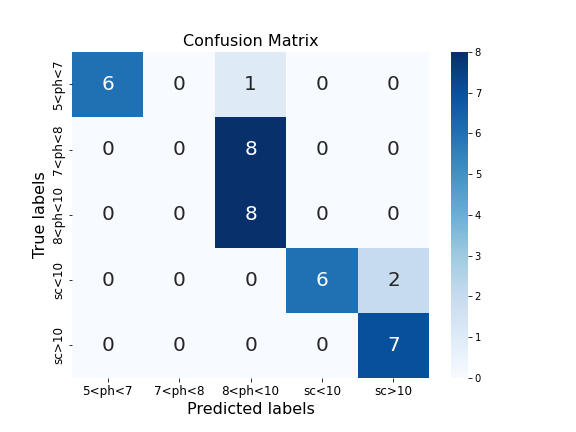 Confusion Matrix
True labels
5<ph<7 6 0 1 0 0
7<ph<8 0 0 8 0 0
8<ph<10 0 0 8 0 0
sc<10 0 0 0 6 2
sc>10 0 0 0 0 7
5<ph<7 7<ph<8 8<ph<10 sc<10 sc>10
Predicted labels
8
7
6
5
4
3
2
1
0